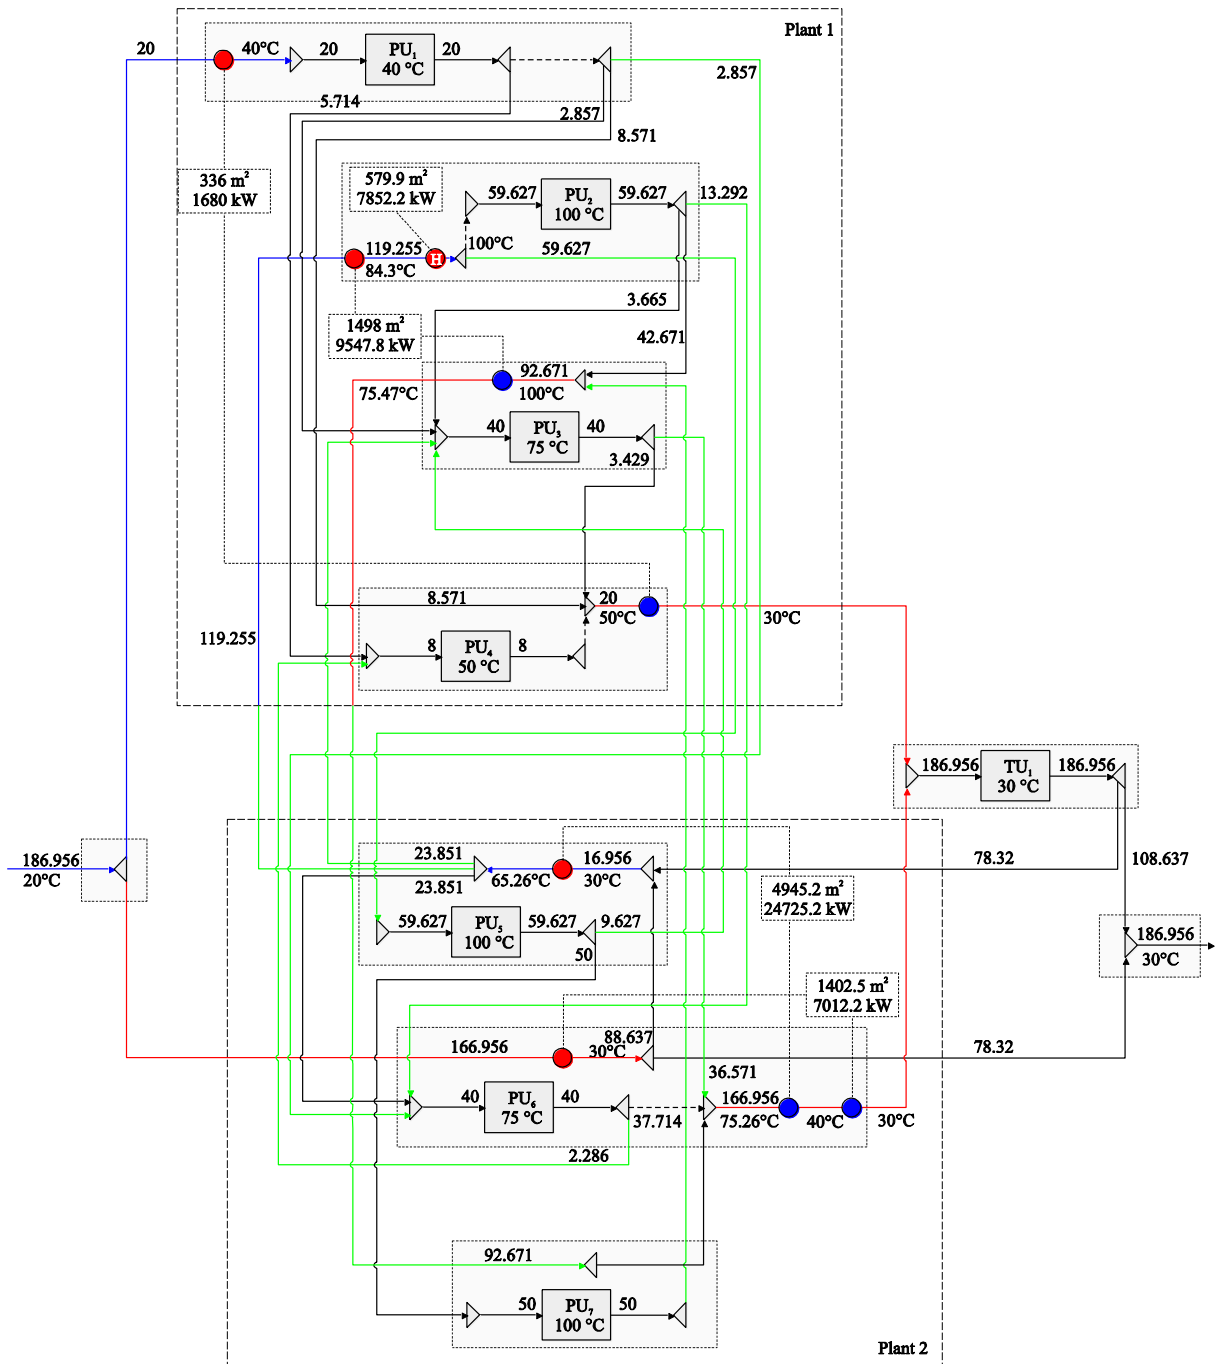 Plant 1
20
40°C
20
PU₁
40 °C
20
2.857
5.714
2.857
8.571
336 m²
1680 kW
579.9 m²
7852.2 kW
59.627
PU₂
100 °C
59.627
13.292
119.255
84.3°C
H
100°C
59.627
3.665
1498 m²
9547.8 kW
42.671
75.47°C
92.671
100°C
40
PU₃
75 °C
40
3.429
8.571
20
50°C
30°C
119.255
8
PU₄
50 °C
8
186.956
TU₁
30 °C
186.956
186.956
20°C
23.851
23.851
65.26°C
16.956
30°C
78.32
108.637
4945.2 m²
24725.2 kW
59.627
PU₅
100 °C
59.627
9.627
50
186.956
30°C
1402.5 m²
7012.2 kW
166.956
88.637
30°C
78.32
36.571
40
PU₆
75 °C
40
37.714
166.956
75.26°C
40°C
30°C
2.286
92.671
50
PU₇
100 °C
50
Plant 2